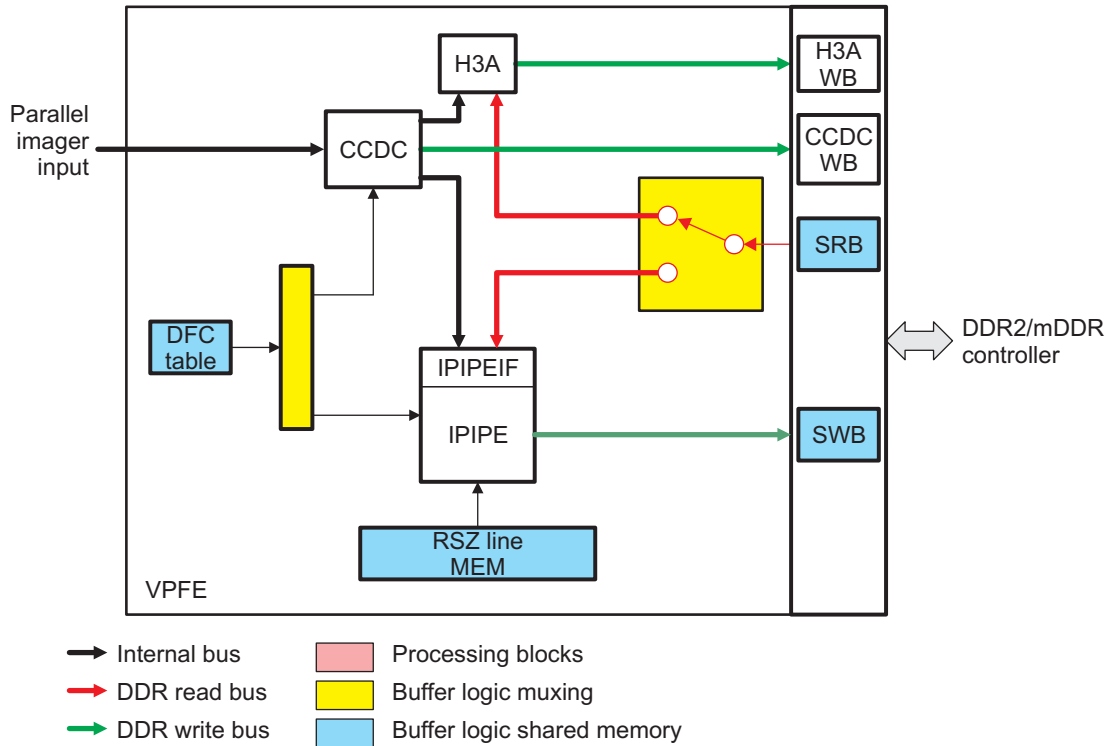 H3A
H3A
WB
Parallel
imager
input
CCDC
CCDC
WB
SRB
DFC
table
DDR2/mDDR
controller
IPIPEIF
IPIPE
SWB
RSZ line
MEM
VPFE
Internal bus
Processing blocks
DDR read bus
Buffer logic muxing
DDR write bus
Buffer logic shared memory